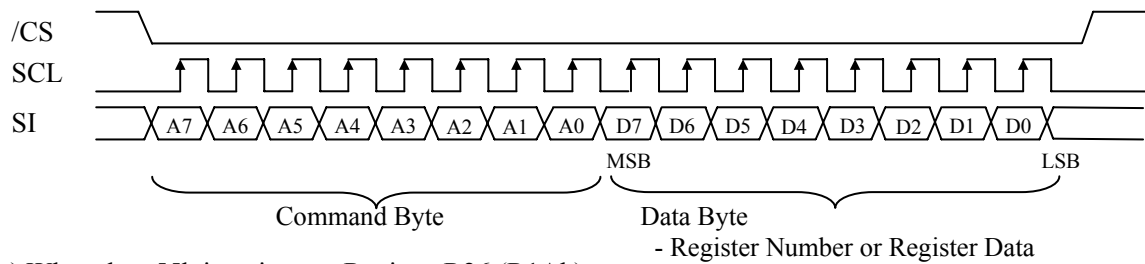 /CS
SCL
SI A7 A6 A5 A4 A3 A2 A1 A0 D7 D6 D5 D4 D3 D2 D1 D0
MSB LSB
Command Byte Data Byte
- Register Number or Register Data